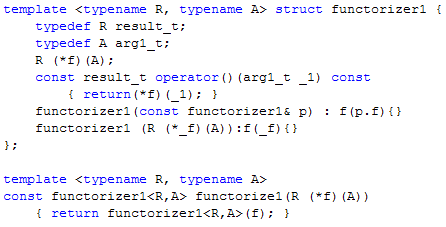 template <typename R, typename A> struct functorizer1 {
typedef R result_t;
typedef A arg1_t;
R (*f)(A);
const result_t operator()(arg1_t _1) const
{ return(*f)(_1); }
functorizer1(const functorizer1& p) : f(p.f){}
functorizer1 (R (*_f)(A)):f(_f){}
};
template <typename R, typename A>
const functorizer1<R,A> functorize1(R (*f)(A))
{ return functorizer1<R,A>(f); }